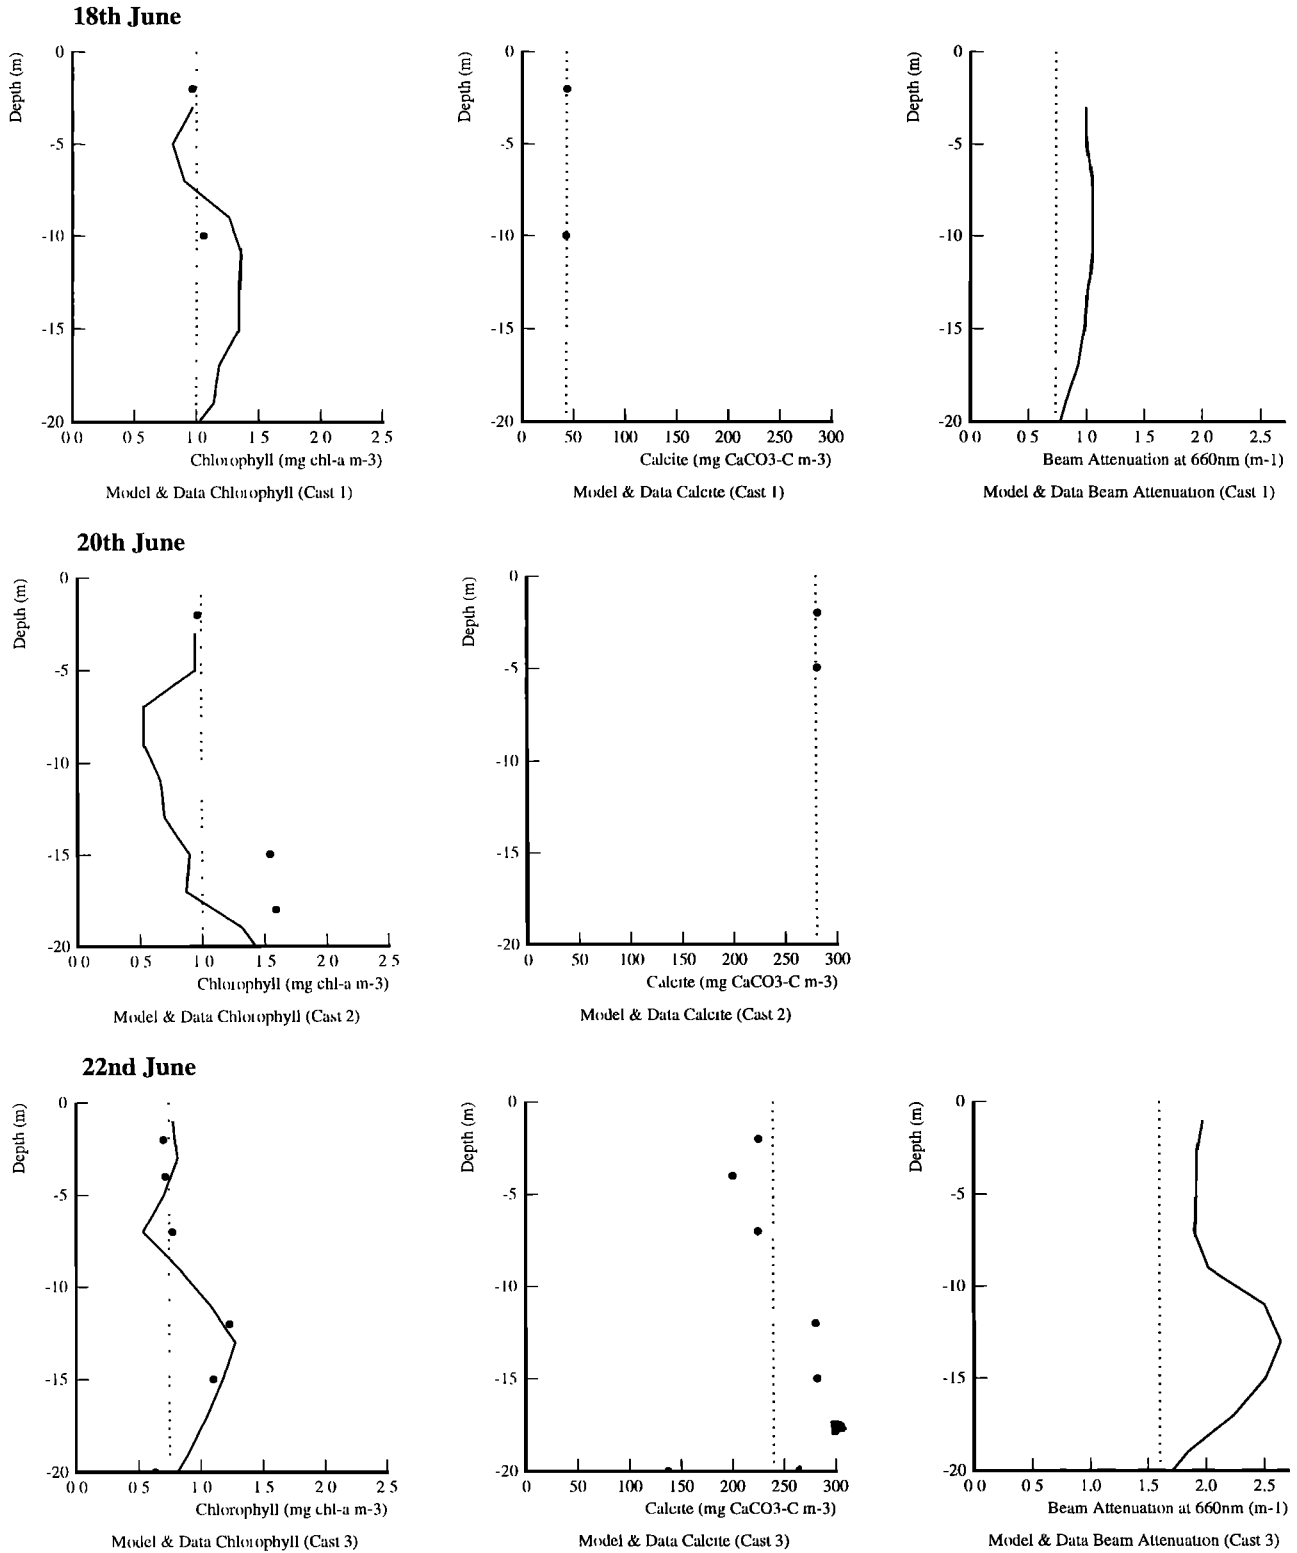 18th June
Depth (m)
0
-5
-10
-15
-20
0 0 0 5 1 0 1 5 2 0 2 5
Chlorophyll (mg chl-a m-3)
Model & Data Chlorophyll (Cast 1)
Depth (m)
0
-5
-10
-15
-20
0 50 100 150 200 250 300
Calcite (mg CaCO3-C m-3)
Model & Data Calcite (Cast 1)
Depth (m)
0
-5
-10
-15
-20
0 0 0 5 1 0 1 5 2 0 2 5
Beam Attenuation at 660nm (m-1)
Model & Data Beam Attenuation (Cast 1)
20th June
Depth (m)
0
-5
-10
-15
-20
0 0 0 5 1 0 1 5 2 0 2 5
Chlorophyll (mg chl-a m-3)
Model & Data Chlorophyll (Cast 2)
Depth (m)
0
-5
-10
-15
-20
0 50 100 150 200 250 300
Calcite (mg CaCO3-C m-3)
Model & Data Calcite (Cast 2)
22nd June
Depth (m)
0
-5
-10
-15
-20
0 0 0 5 1 0 1 5 2 0 2 5
Chlorophyll (mg chl-a m-3)
Model & Data Chlorophyll (Cast 3)
Depth (m)
0
-5
-10
-15
-20
0 50 100 150 200 250 300
Calcite (mg CaCO3-C m-3)
Model & Data Calcite (Cast 3)
Depth (m)
0
-5
-10
-15
-20
0 0 0 5 1 0 1.5 2.0 2.5
Beam Attenuation at 660nm (m-1)
Model & Data Beam Attenuation (Cast 3)